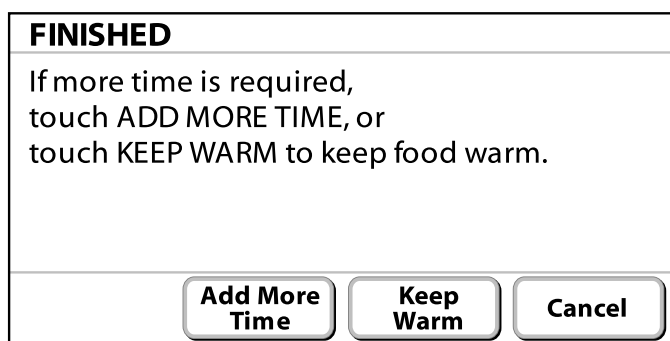 FINISHED
If more time is required,
touch ADD MORE TIME, or
touch KEEP WARM to keep food warm.
Add More
Time
Keep
Warm
Cancel